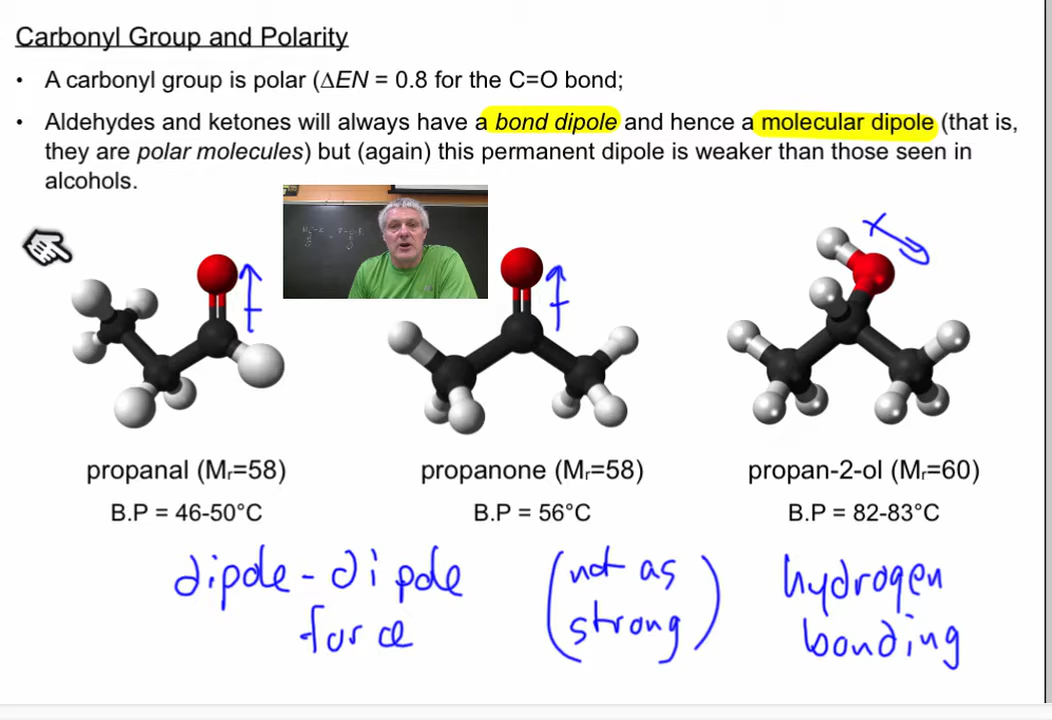 Carbonyl Group and Polarity
• A carbonyl group is polar (ΔEN = 0.8 for the C=O bond;
• Aldehydes and ketones will always have a bond dipole and hence a molecular dipole (that is,
they are polar molecules) but (again) this permanent dipole is weaker than those seen in
alcohols.
propanal (Mr=58)
propanone (Mr=58)
propan-2-ol (Mr=60)
B.P = 46-50°C
B.P = 56°C
B.P = 82-83°C
dipole-dipole
force
(not as
strong)
hydrogen
bonding